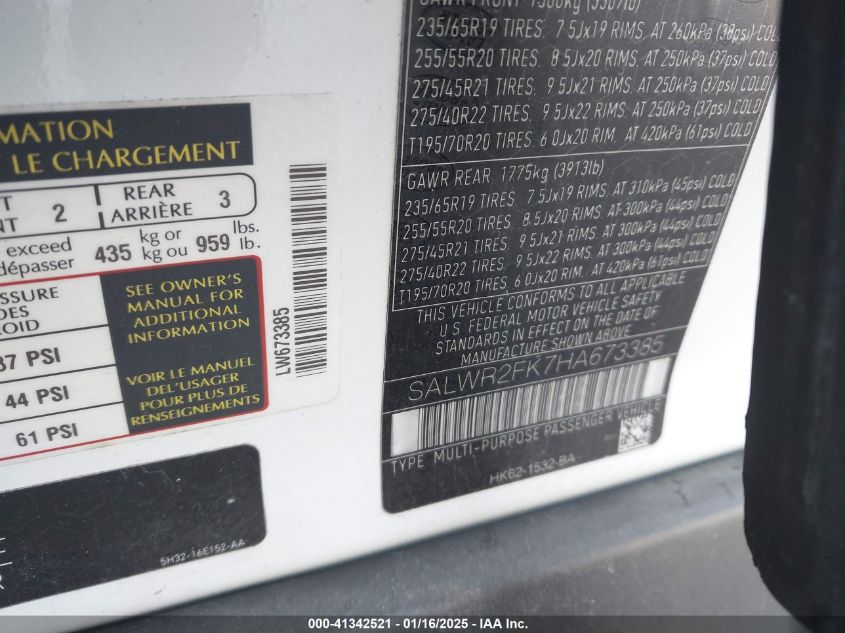 RMATION
LE CHARGEMENT
2
REAR
ARRIÈRE
3
exceed
dépasser
435
kg or
kg ou
959
lbs.
lb.
DES
SEE OWNER'S
MANUAL FOR
ADDITIONAL
INFORMATION
VOIR LE MANUEL
DEL'USAGER
POUR PLUS DE
RENSEIGNEMENTS
37 PSI
44 PSI
61 PSI
LW673385
5H32-16E152-AA
GAWR FRONT 1500kg (3307lb)
235/65R19 TIRES 7 5Jx19 RIMS. AT 260kPa (38psi) COL
255/55R20 TIRES 8 5Jx20 RIMS. AT 250kPa (37psi) COLD
275/45R21 TIRES 9 5Jx21 RIMS. AT 250kPa (37psi) COLD
275/40R22 TIRES 9 5Jx22 RIMS. AT 250kPa (37psi) COLD
T195/70R20 TIRES 6 0Jx20 RIM. AT 420kPa (61psi) COLD
GAWR REAR 1775kg (3913lb)
235/65R19 TIRES 7 5Jx19 RIMS. AT 310kPa (45psi) COLD
255/55R20 TIRES 8 5Jx20 RIMS. AT 300kPa (44psi) COLD
275/45R21 TIRES 9 5Jx21 RIMS. AT 300kPa (44psi) COLD
275/40R22 TIRES 9 5Jx22 RIMS. AT 300kPa (44psi) COLD
T195/70R20 TIRES 6 0Jx20 RIM. AT 420kPa (61psi) COLD
THIS VEHICLE CONFORMS TO ALL APPLICABLE
U S FEDERAL MOTOR VEHICLE SAFETY
STANDARDS IN EFFECT ON THE DATE OF
MANUFACTURE SHOWN ABOVE
SALWR2FK7HA673385
TYPE MULTI-PURPOSE PASSENGER VEHICLE
HK62-1532-BA
000-41342521 - 01/16/2025 - IAA Inc.